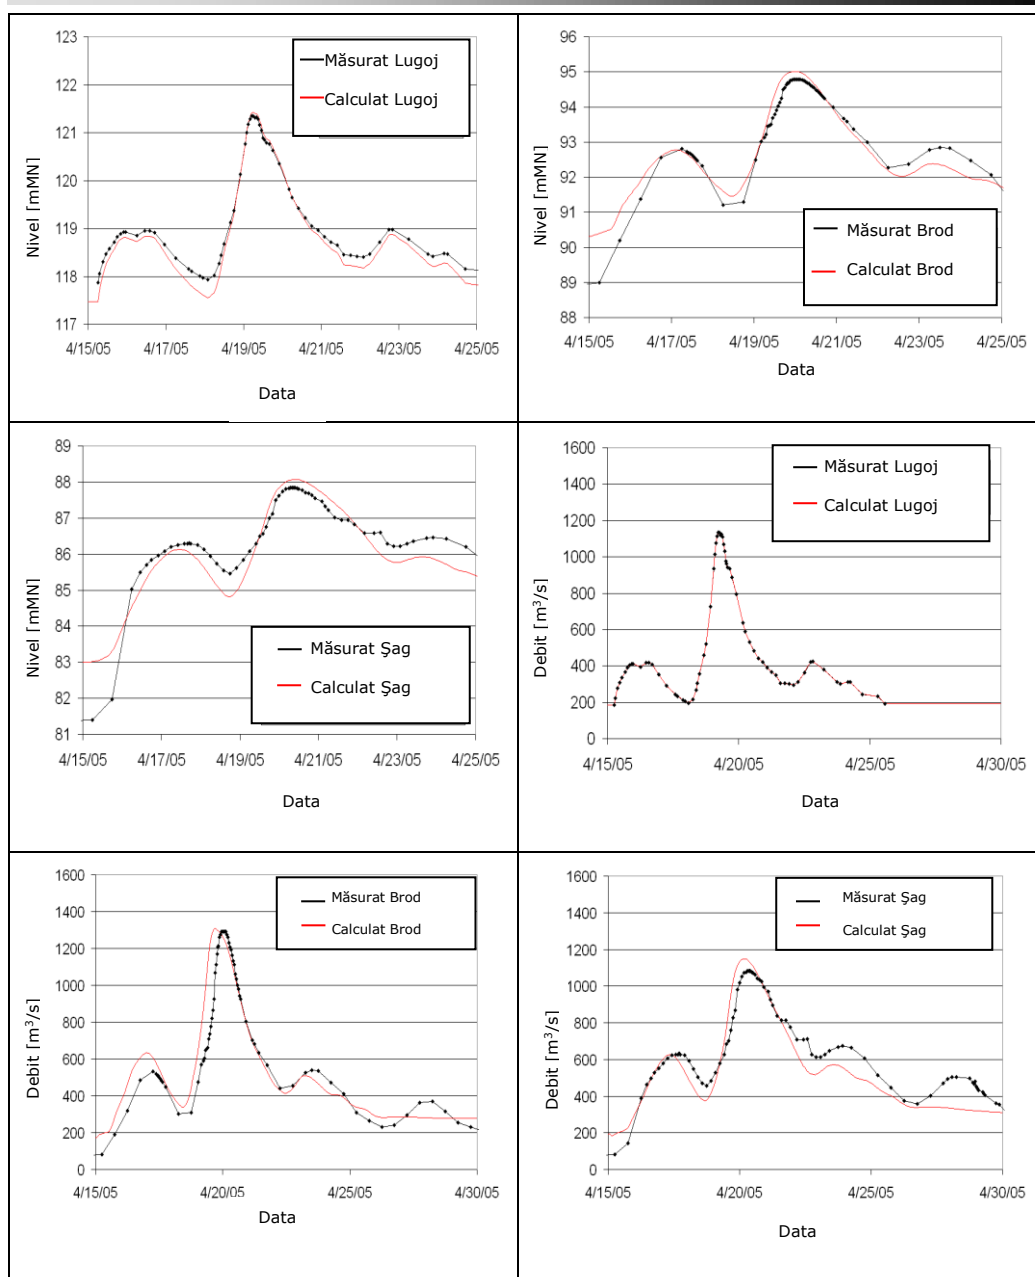 123
122
121
120
119
118
117
Nivel [mMN]
Măsurat Lugoj
Calculat Lugoj
4/15/05 4/17/05 4/19/05 4/21/05 4/23/05 4/25/05
Data
96
95
94
93
92
91
90
89
88
Nivel [mMN]
Măsurat Brod
Calculat Brod
4/15/05 4/17/05 4/19/05 4/21/05 4/23/05 4/25/05
Data
89
88
87
86
85
84
83
82
81
Nivel [mMN]
Măsurat Şag
Calculat Şag
4/15/05 4/17/05 4/19/05 4/21/05 4/23/05 4/25/05
Data
1600
1400
1200
1000
800
600
400
200
0
Debit [m³/s]
Măsurat Lugoj
Calculat Lugoj
4/15/05 4/20/05 4/25/05 4/30/05
Data
1600
1400
1200
1000
800
600
400
200
0
Debit [m³/s]
Măsurat Brod
Calculat Brod
4/15/05 4/20/05 4/25/05 4/30/05
Data
1600
1400
1200
1000
800
600
400
200
0
Debit [m³/s]
Măsurat Şag
Calculat Şag
4/15/05 4/20/05 4/25/05 4/30/05
Data